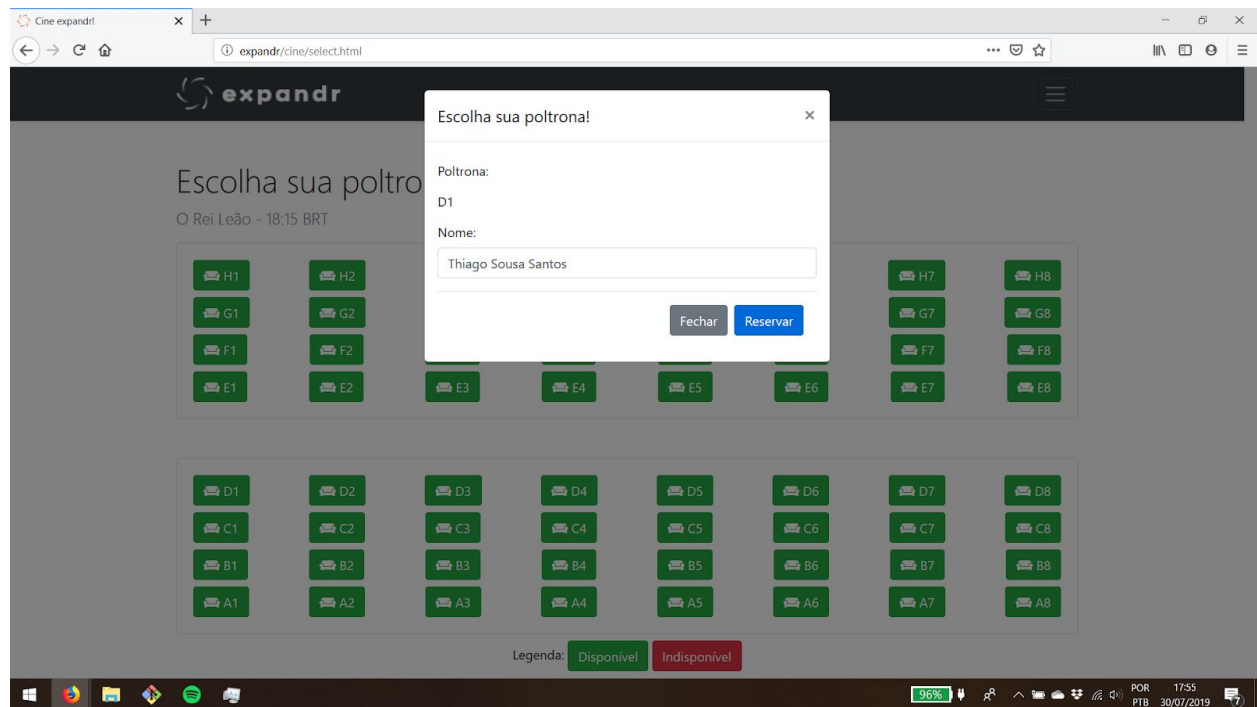 Cine expandr!
expandr/cine/select.html
expandr
Escolha sua poltrona!
×
Poltrona:
D1
Nome:
Thiago Sousa Santos
Fechar Reservar
Escolha sua poltro
O Rei Leão - 18:15 BRT
H1 H2 H7 H8
G1 G2 G7 G8
F1 F2 F7 F8
E1 E2 E3 E4 E5 E6 E7 E8
D1 D2 D3 D4 D5 D6 D7 D8
C1 C2 C3 C4 C5 C6 C7 C8
B1 B2 B3 B4 B5 B6 B7 B8
A1 A2 A3 A4 A5 A6 A7 A8
Legenda: Disponível Indisponível
96% POR 17:55
PTB 30/07/2019 7